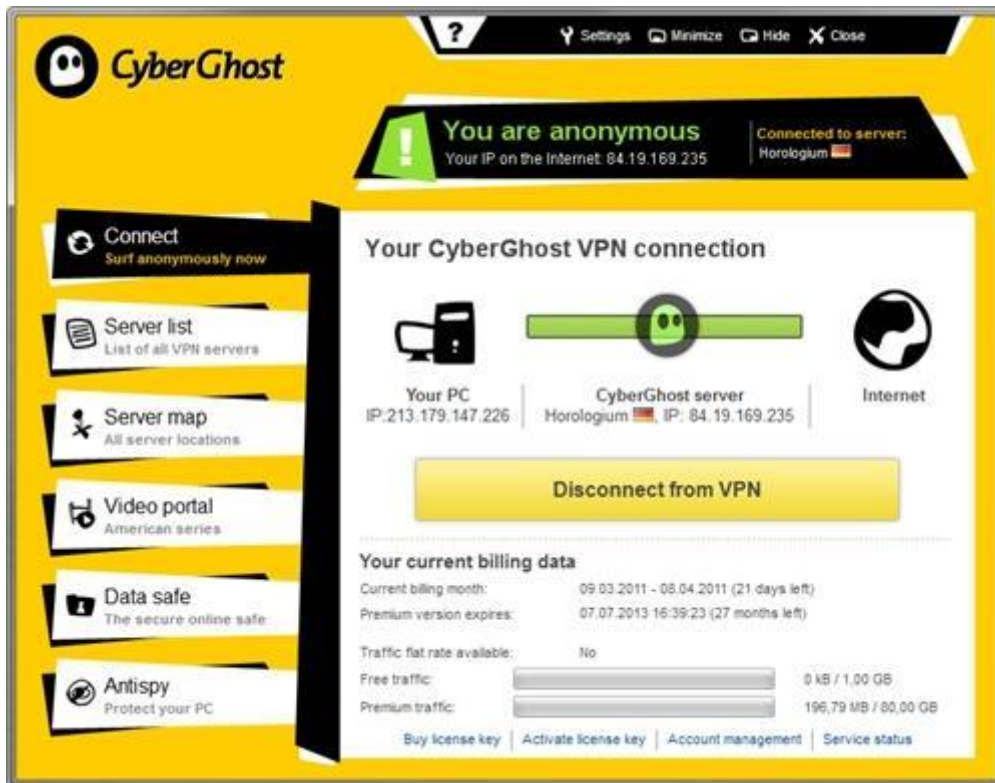 CyberGhost
? Settings Minimize Hide Close
! You are anonymous
Your IP on the Internet: 84.19.169.235
Connected to server:
Horologium
Connect
Surf anonymously now
Server list
List of all VPN servers
Server map
All server locations
Video portal
American series
Data safe
The secure online safe
Antispy
Protect your PC
Your CyberGhost VPN connection
Your PC
IP:213.179.147.226
CyberGhost server
Horologium , IP: 84.19.169.235
Internet
Disconnect from VPN
Your current billing data
Current billing month: 09.03.2011 - 08.04.2011 (21 days left)
Premium version expires: 07.07.2013 16:39:23 (27 months left)
Traffic flat rate available: No
Free traffic: 0 kB / 1,00 GB
Premium traffic: 196,79 MB / 80,00 GB
Buy license key | Activate license key | Account management | Service status